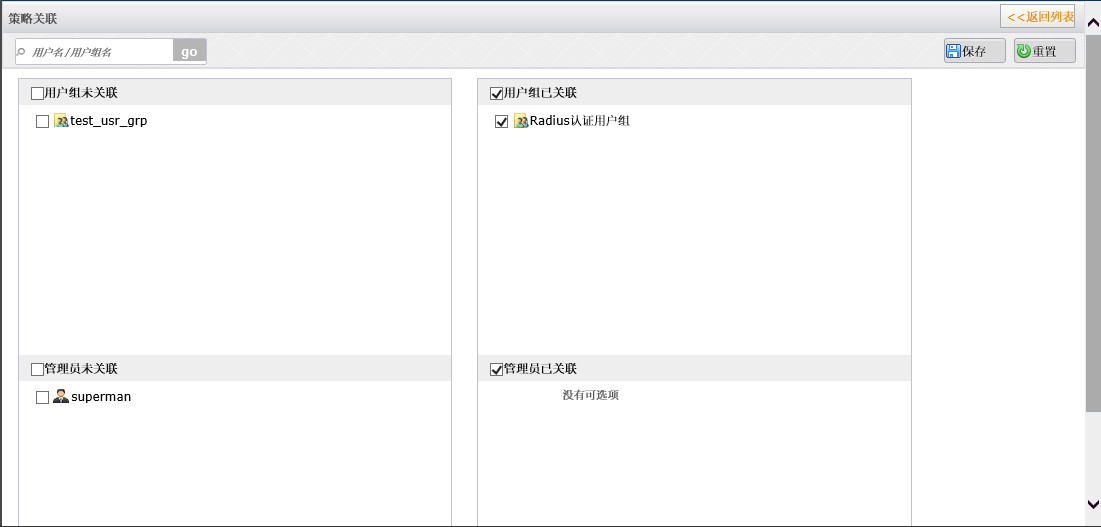 策略关联
<<返回列表
用户名/用户组名
go
保存
重置
用户组未关联
用户组已关联
test_usr_grp
Radius认证用户组
管理员未关联
管理员已关联
superman
没有可选项